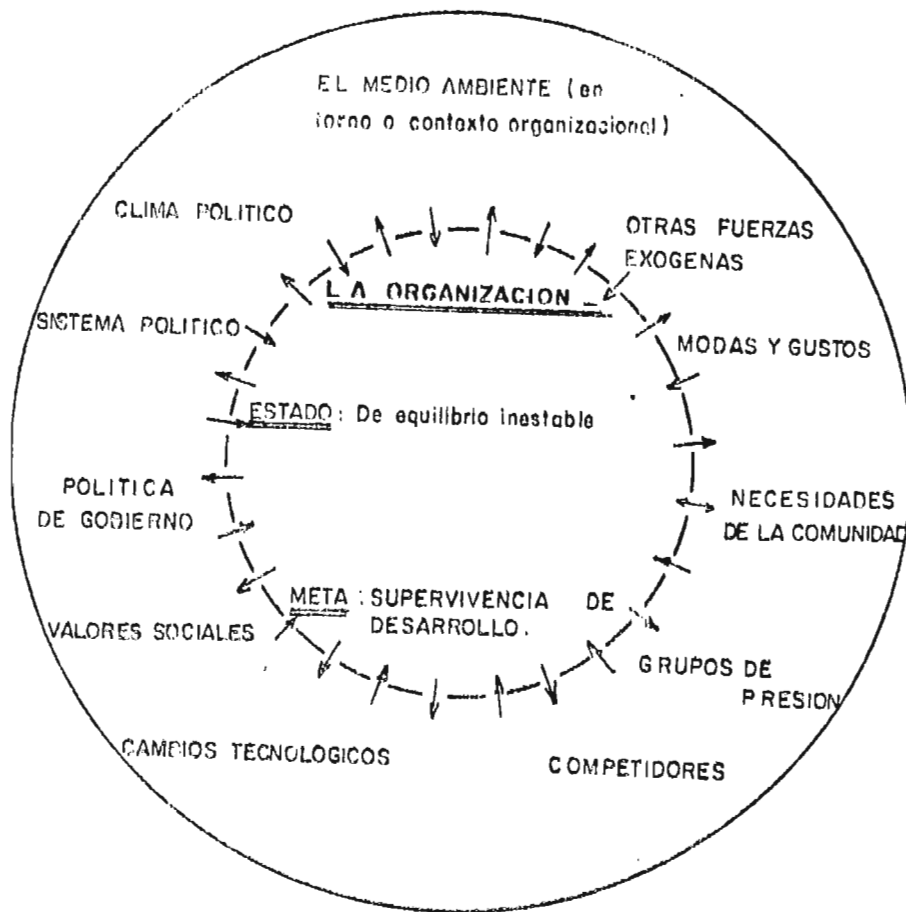 EL MEDIO AMBIENTE (en
torno o contexto organizacional)
CLIMA POLITICO
OTRAS FUERZAS
EXOGENAS
LA ORGANIZACION
SISTEMA POLITICO
MODAS Y GUSTOS
ESTADO: De equilibrio inestable
POLITICA
DE GOBIERNO
NECESIDADES
DE LA COMUNIDAD
META: SUPERVIVENCIA DE
DESARROLLO.
VALORES SOCIALES
GRUPOS DE
PRESION
CAMBIOS TECNOLOGICOS
COMPETIDORES